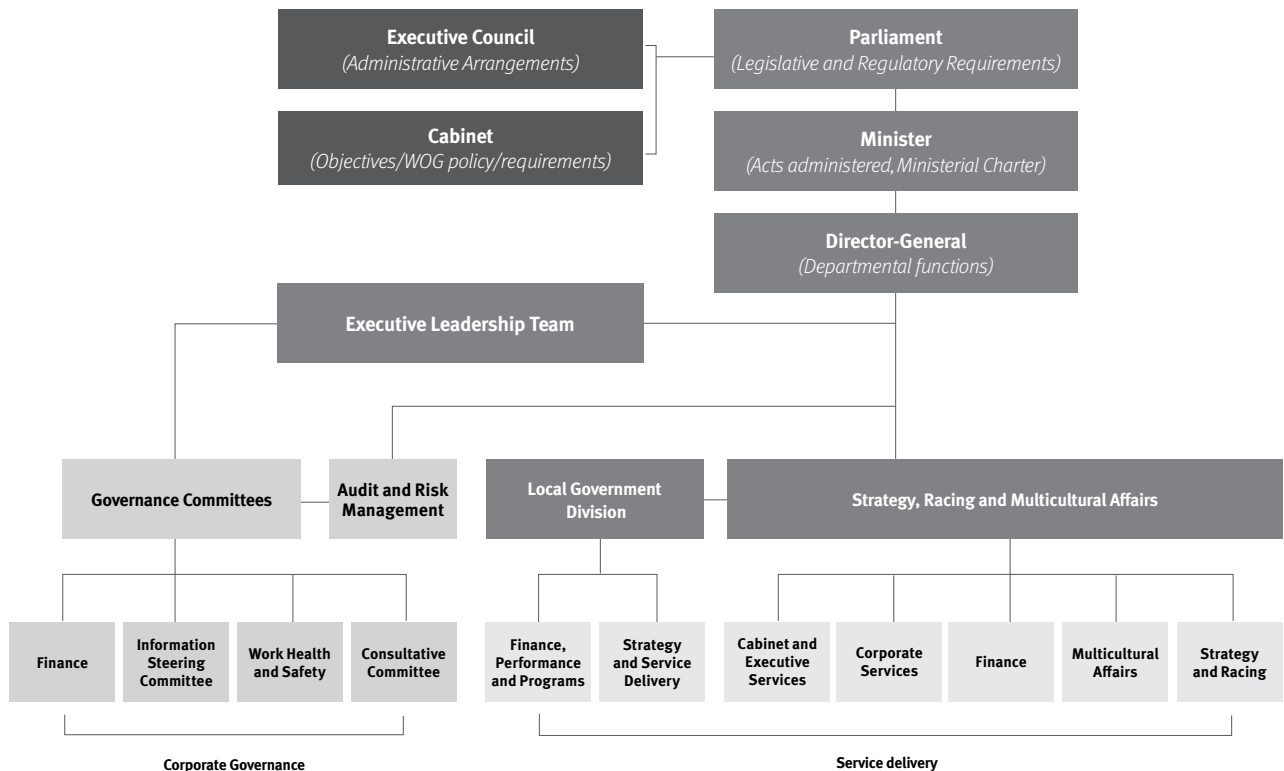 Executive Council
(Administrative Arrangements)
Parliament
(Legislative and Regulatory Requirements)
Cabinet
(Objectives/WOG policy/requirements)
Minister
(Acts administered, Ministerial Charter)
Director-General
(Departmental functions)
Executive Leadership Team
Governance Committees
Audit and Risk
Management
Local Government
Division
Strategy, Racing and Multicultural Affairs
Finance
Information
Steering
Committee
Work Health
and Safety
Consultative
Committee
Finance,
Performance
and Programs
Strategy
and Service
Delivery
Cabinet and
Executive
Services
Corporate
Services
Finance
Multicultural
Affairs
Strategy
and Racing
Corporate Governance
Service delivery